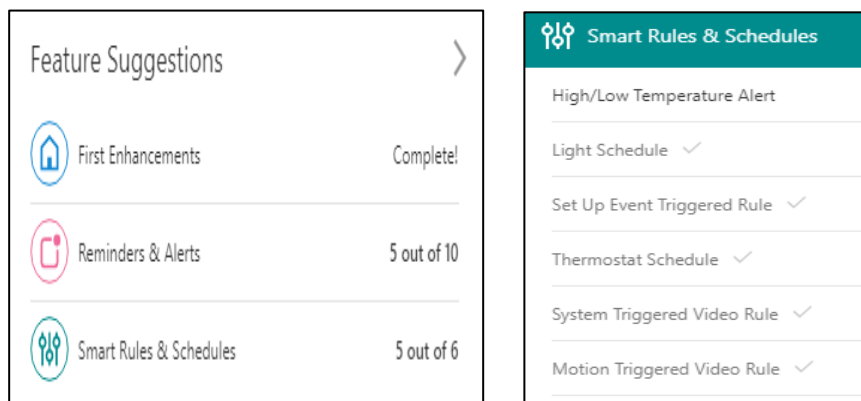 Feature Suggestions
First Enhancements Complete!
Reminders & Alerts 5 out of 10
Smart Rules & Schedules 5 out of 6
Smart Rules & Schedules
High/Low Temperature Alert
Light Schedule
Set Up Event Triggered Rule
Thermostat Schedule
System Triggered Video Rule
Motion Triggered Video Rule